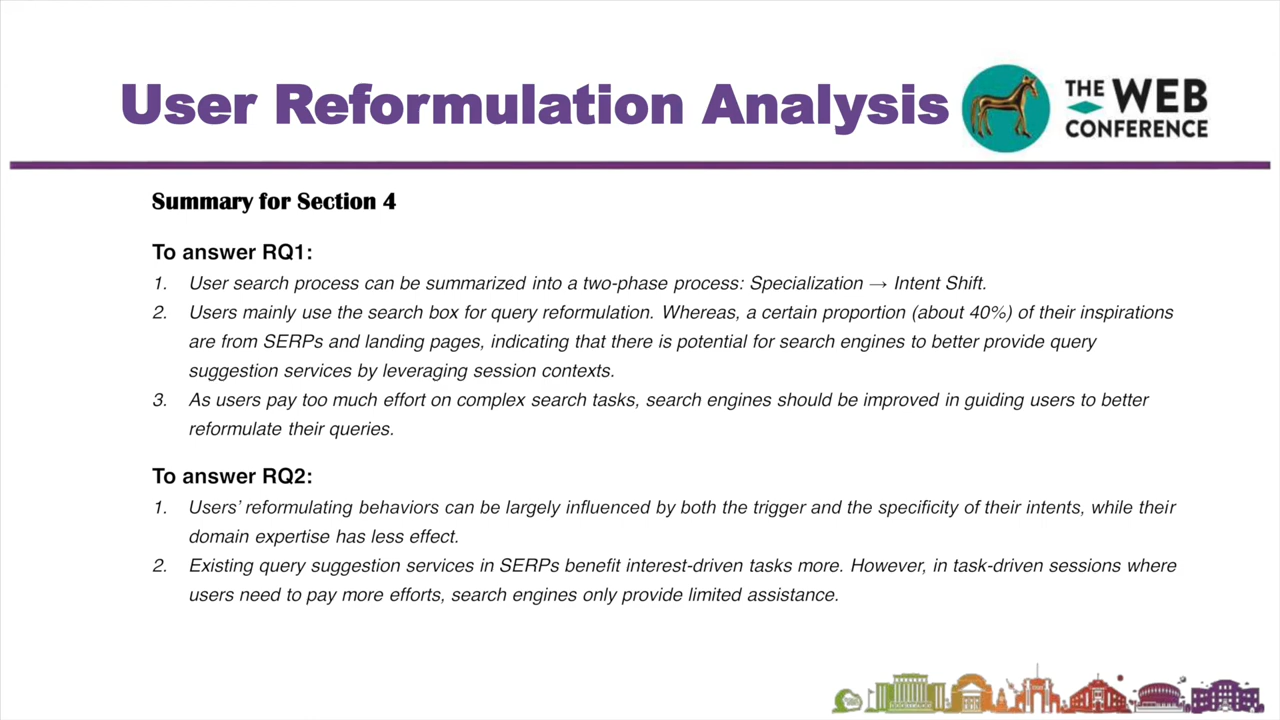 User Reformulation Analysis
THE WEB
CONFERENCE
Summary for Section 4
To answer RQ1:
1. User search process can be summarized into a two-phase process: Specialization → Intent Shift.
2. Users mainly use the search box for query reformulation. Whereas, a certain proportion (about 40%) of their inspirations
are from SERPs and landing pages, indicating that there is potential for search engines to better provide query
suggestion services by leveraging session contexts.
3. As users pay too much effort on complex search tasks, search engines should be improved in guiding users to better
reformulate their queries.
To answer RQ2:
1. Users’ reformulating behaviors can be largely influenced by both the trigger and the specificity of their intents, while their
domain expertise has less effect.
2. Existing query suggestion services in SERPs benefit interest-driven tasks more. However, in task-driven sessions where
users need to pay more efforts, search engines only provide limited assistance.